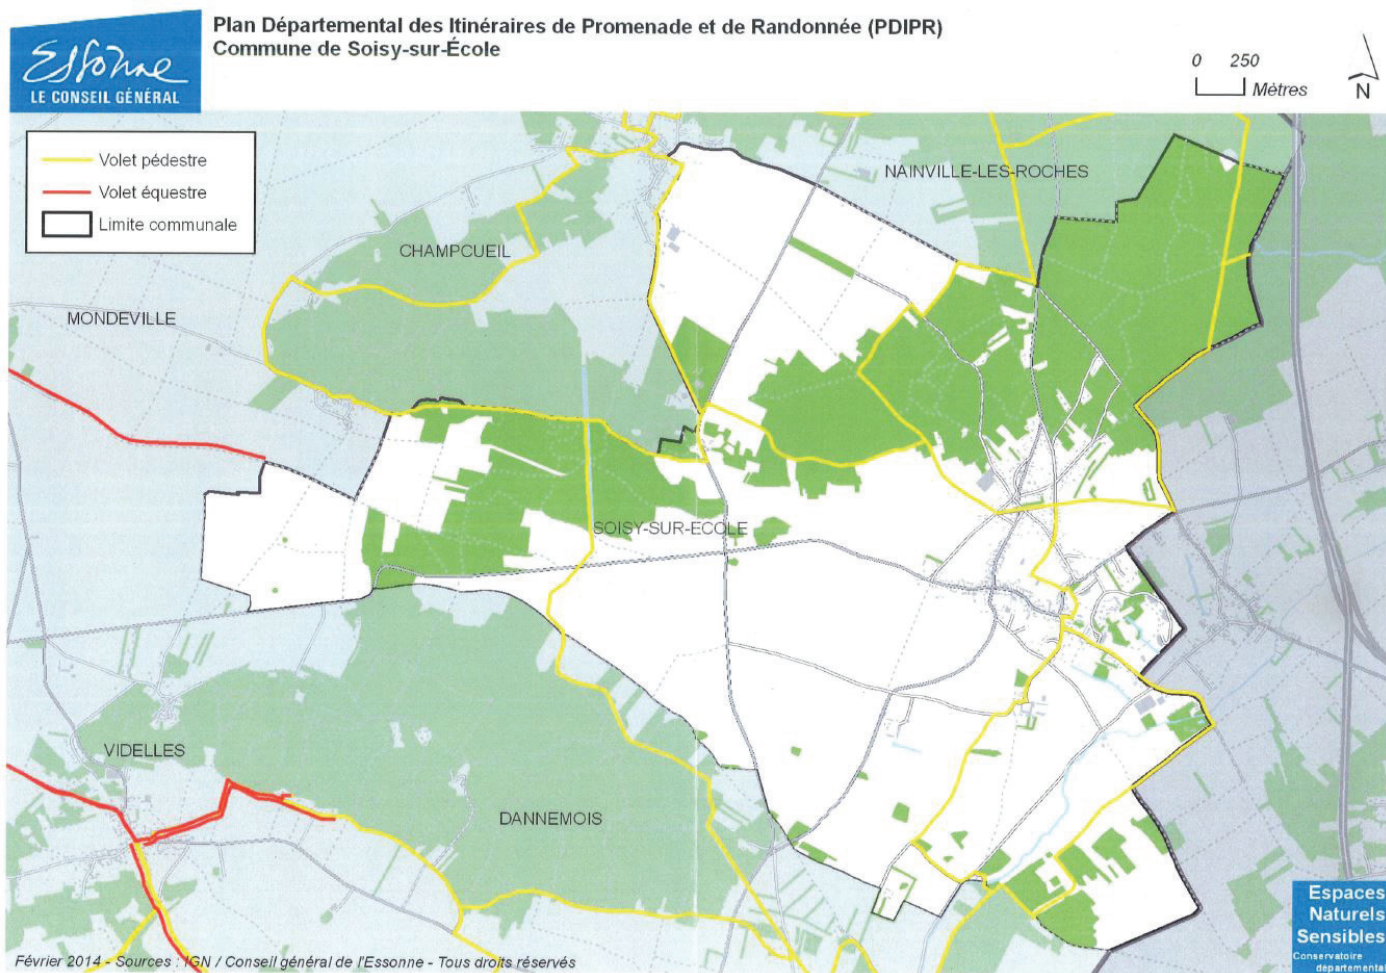 Essonne
LE CONSEIL GÉNÉRAL
Plan Départemental des Itinéraires de Promenade et de Randonnée (PDIPR)
Commune de Soisy-sur-École
0 250
Mètres
N
Volet pédestre
Volet équestre
Limite communale
NAINVILLE-LES-ROCHES
CHAMPCUEIL
MONDEVILLE
SOISY-SUR-ECOLE
VIDELLES
DANNEMOIS
Espaces
Naturels
Sensibles
Conservatoire
départemental
Février 2014 - Sources : IGN / Conseil général de l'Essonne - Tous droits réservés